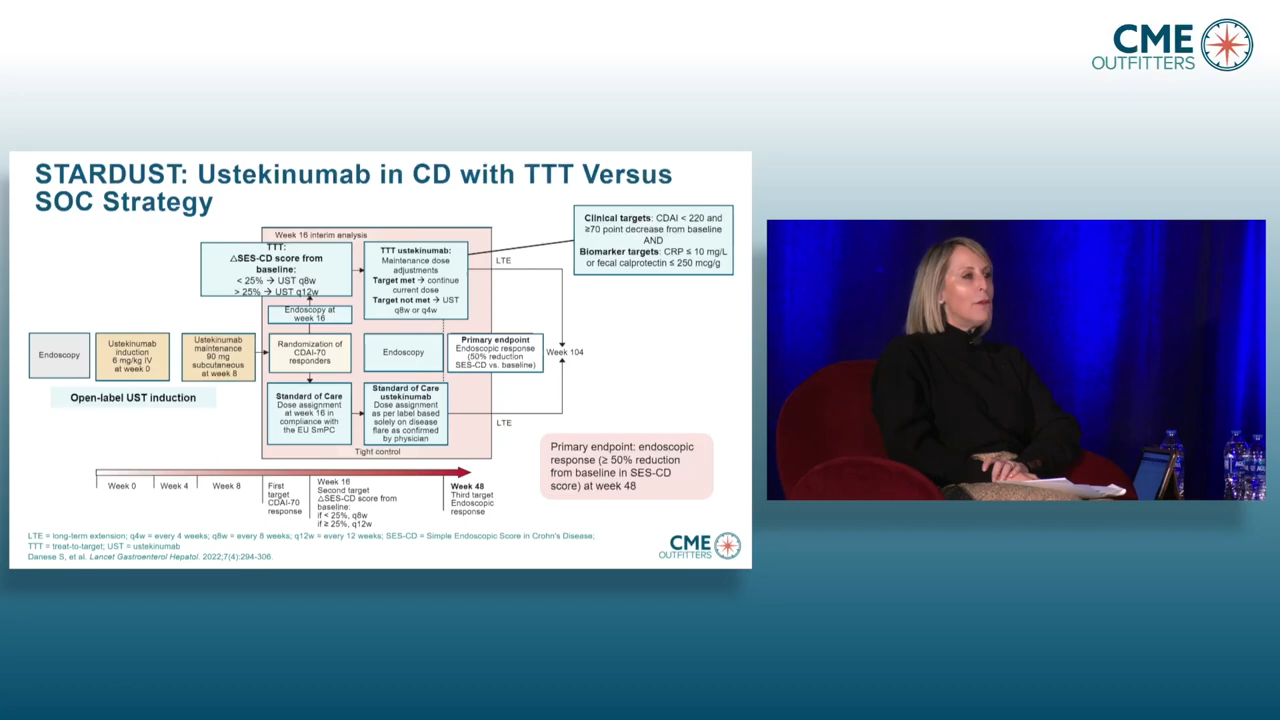 CME
OUTFITTERS
STARDUST: Ustekinumab in CD with TTT Versus
SOC Strategy
Week 16 interim analysis
TTT:
△SES-CD score from
baseline:
< 25% → UST q8w
> 25% → UST q12w
TTT ustekinumab:
Maintenance dose
adjustments
Target met → continue
current dose
Target not met → UST
q8w or q4w
LTE
Clinical targets: CDAI < 220 and
≥70 point decrease from baseline
AND
Biomarker targets: CRP ≤ 10 mg/L
or fecal calprotectin ≤ 250 mcg/g
Endoscopy at
week 16
Endoscopy
Ustekinumab
induction
6 mg/kg IV
at week 0
Ustekinumab
maintenance
90 mg
subcutaneous
at week 8
Randomization of
CDAI-70
responders
Endoscopy
Primary endpoint
Endoscopic response
(50% reduction
SES-CD vs. baseline)
Week 104
Open-label UST induction
Standard of Care
Dose assignment
at week 16 in
compliance with
the EU SmPC
Standard of Care
ustekinumab
Dose assignment
as per label based
solely on disease
flare as confirmed
by physician
LTE
Tight control
Primary endpoint: endoscopic
response (≥ 50% reduction
from baseline in SES-CD
score) at week 48
Week 0
Week 4
Week 8
First
target
CDAI-70
response
Week 16
Second target
△SES-CD score from
baseline:
if < 25%, q8w
if ≥ 25%, q12w
Week 48
Third target
Endoscopic
response
LTE = long-term extension; q4w = every 4 weeks; q8w = every 8 weeks; q12w = every 12 weeks; SES-CD = Simple Endoscopic Score in Crohn's Disease;
TTT = treat-to-target; UST = ustekinumab
Danese S, et al. Lancet Gastroenterol Hepatol. 2022;7(4):294-306.
CME
OUTFITTERS